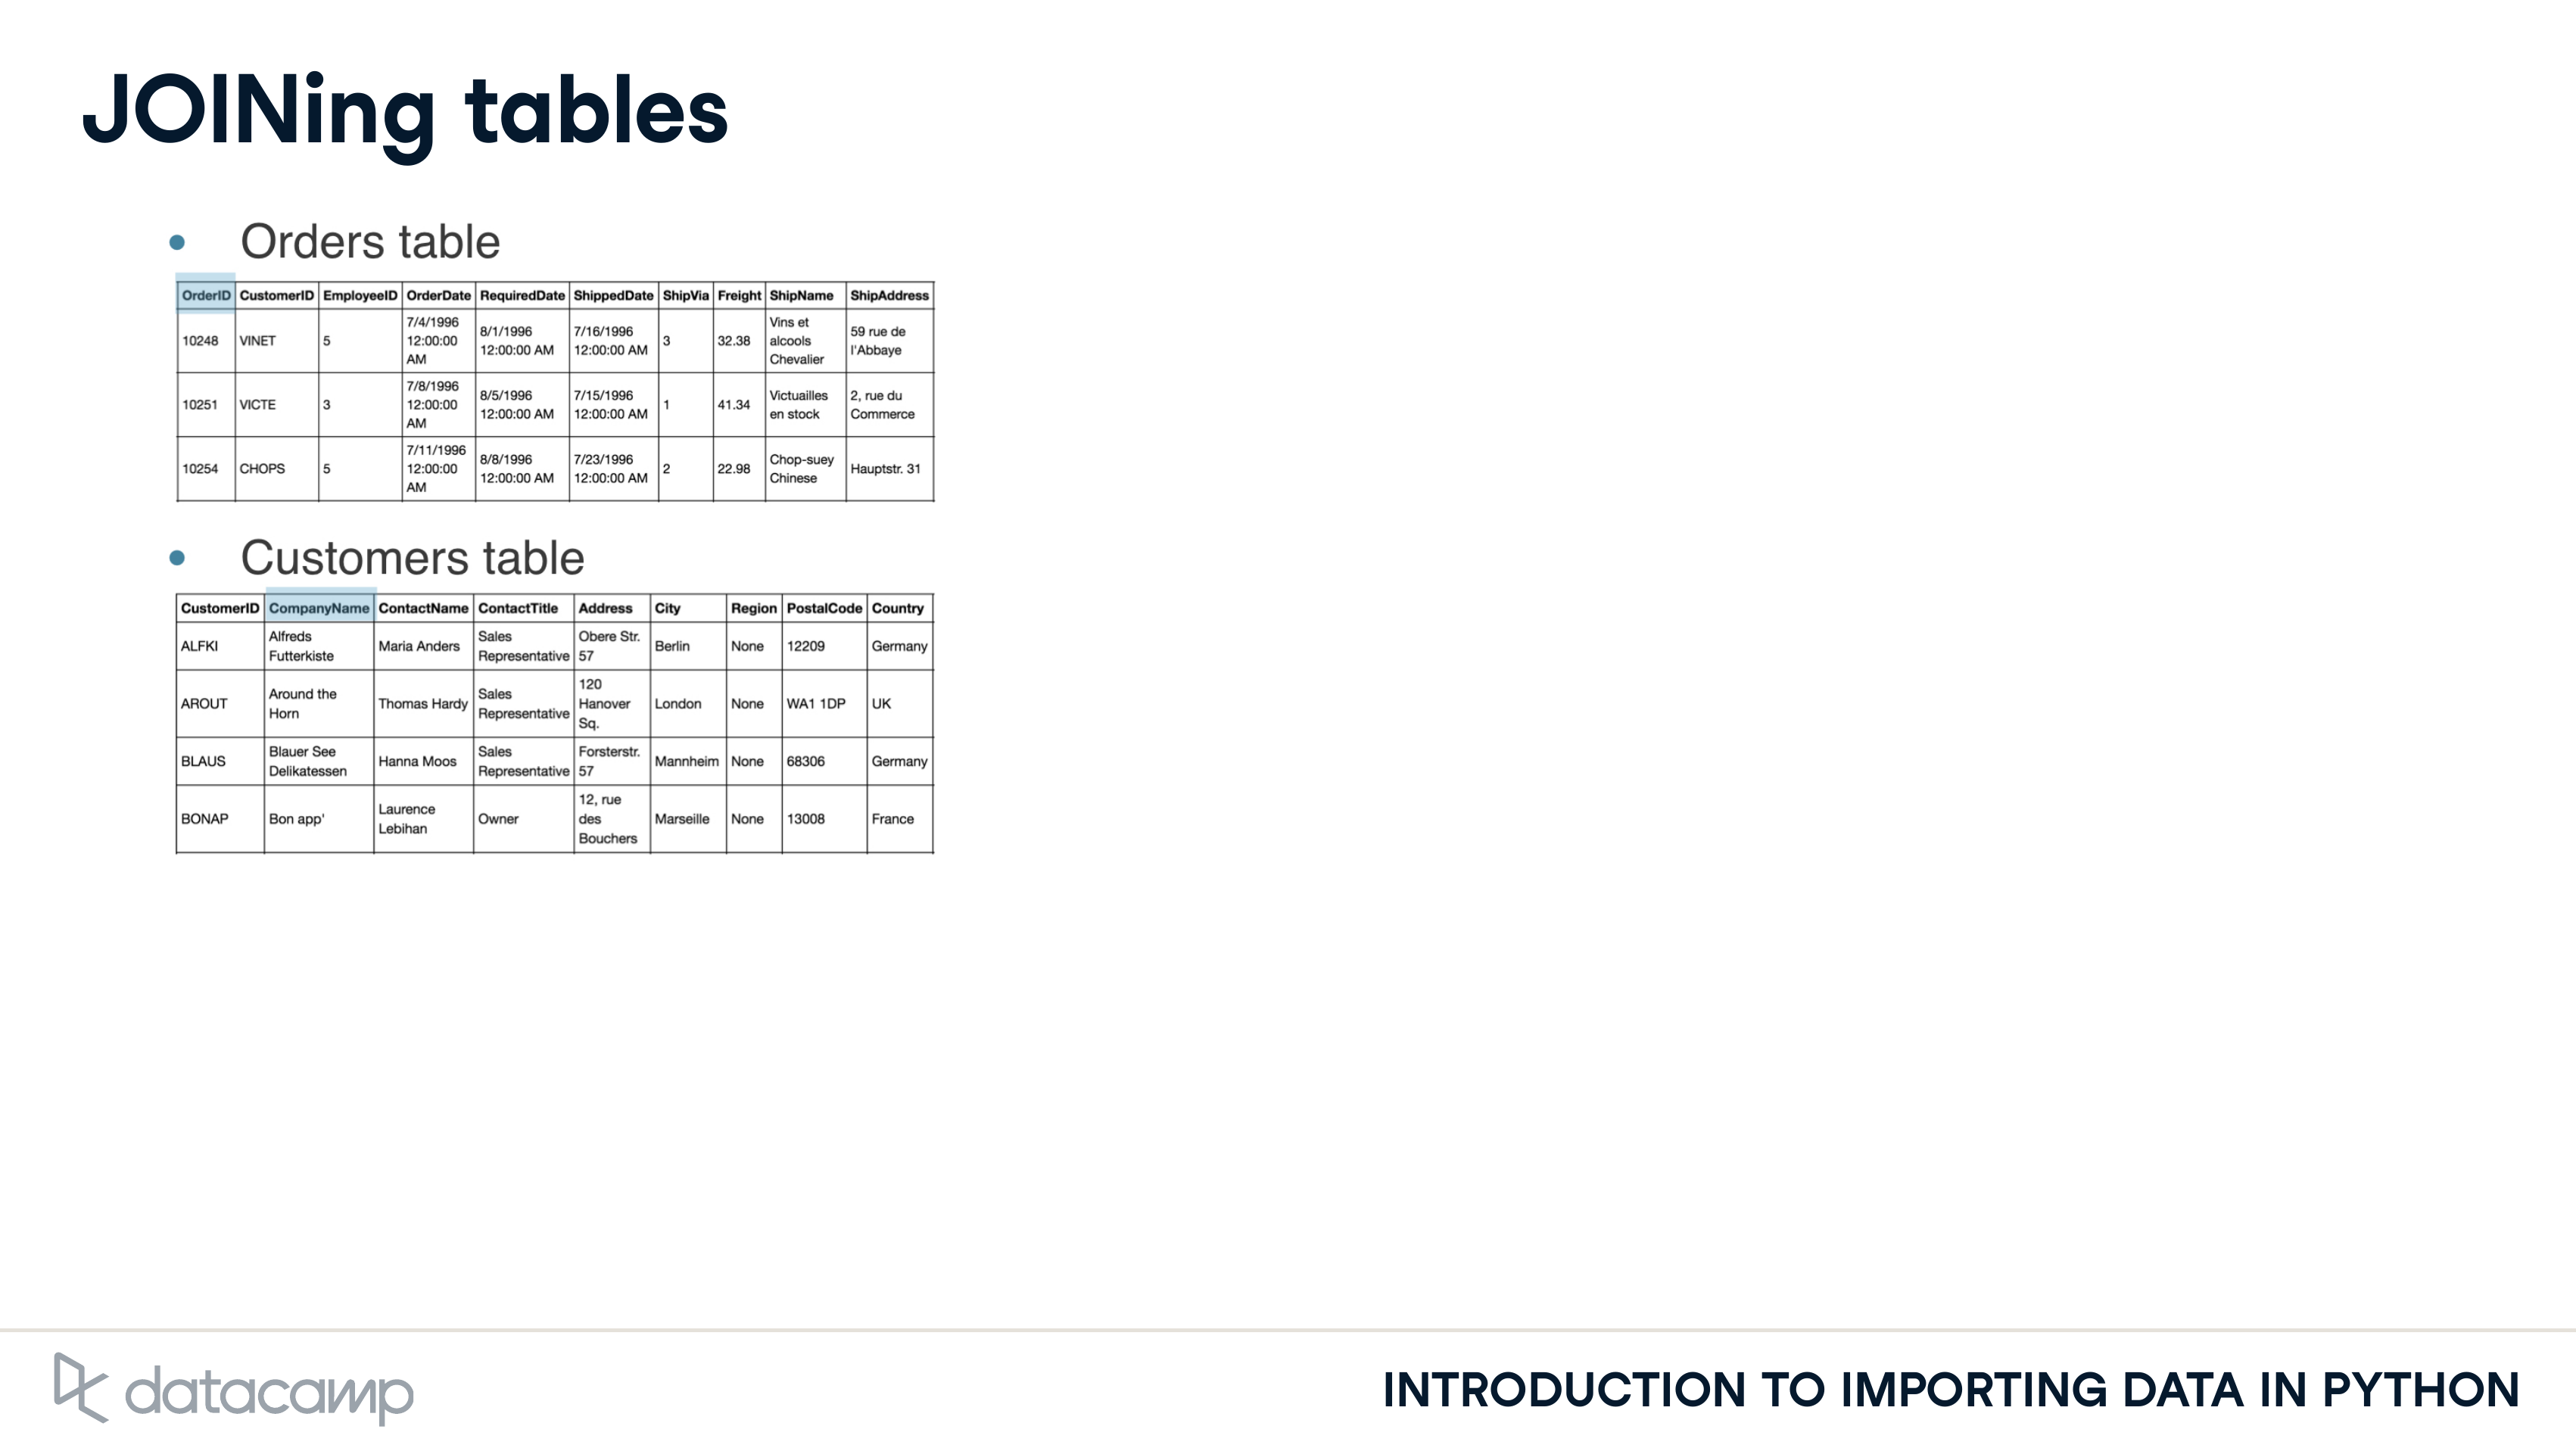 JOINing tables
• Orders table
OrderID CustomerID EmployeeID OrderDate RequiredDate ShippedDate ShipVia Freight ShipName ShipAddress
10248 VINET 5 7/4/1996 12:00:00 AM 8/1/1996 12:00:00 AM 7/16/1996 12:00:00 AM 3 32.38 Vins et alcools Chevalier 59 rue de l'Abbaye
10251 VICTE 3 7/8/1996 12:00:00 AM 8/5/1996 12:00:00 AM 7/15/1996 12:00:00 AM 1 41.34 Victuailles en stock 2, rue du Commerce
10254 CHOPS 5 7/11/1996 12:00:00 AM 8/8/1996 12:00:00 AM 7/23/1996 12:00:00 AM 2 22.98 Chop-suey Chinese Hauptstr. 31
• Customers table
CustomerID CompanyName ContactName ContactTitle Address City Region PostalCode Country
ALFKI Alfreds Futterkiste Maria Anders Sales Representative Obere Str. 57 Berlin None 12209 Germany
AROUT Around the Horn Thomas Hardy Sales Representative 120 Hanover Sq. London None WA1 1DP UK
BLAUS Blauer See Delikatessen Hanna Moos Sales Representative Forsterstr. 57 Mannheim None 68306 Germany
BONAP Bon app' Laurence Lebihan Owner 12, rue des Bouchers Marseille None 13008 France
datacamp
INTRODUCTION TO IMPORTING DATA IN PYTHON